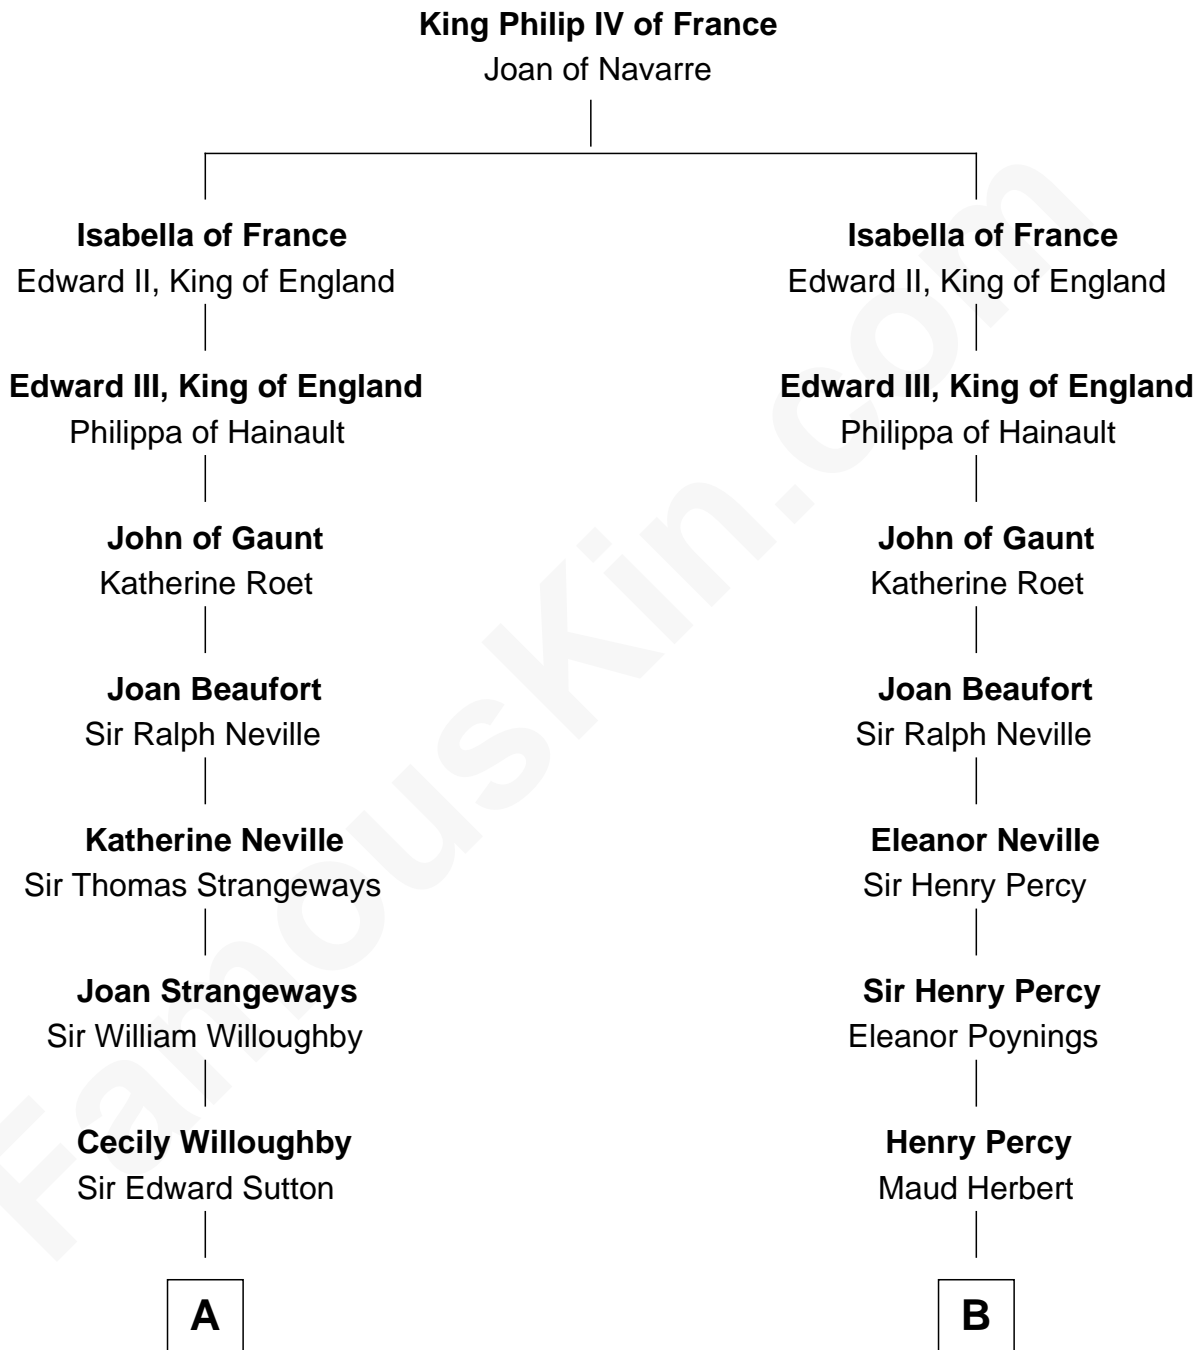 King Philip IV of France
Joan of Navarre
Isabella of France
Edward II, King of England
Edward III, King of England
Philippa of Hainault
John of Gaunt
Katherine Roet
Joan Beaufort
Sir Ralph Neville
Katherine Neville
Sir Thomas Strangeways
Joan Strangeways
Sir William Willoughby
Cecily Willoughby
Sir Edward Sutton
A
Isabella of France
Edward II, King of England
Edward III, King of England
Philippa of Hainault
John of Gaunt
Katherine Roet
Joan Beaufort
Sir Ralph Neville
Eleanor Neville
Sir Henry Percy
Sir Henry Percy
Eleanor Poynings
Henry Percy
Maud Herbert
B
FamousKin.com